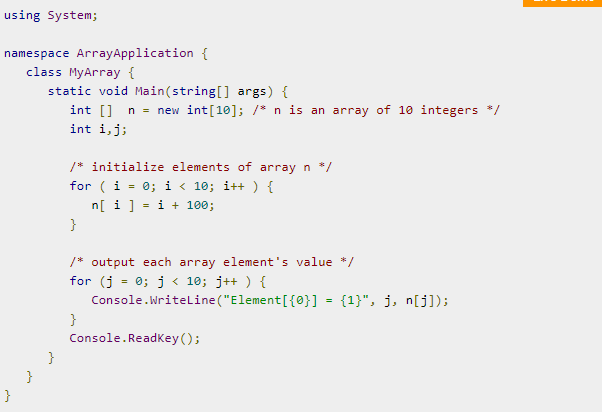 using System;

namespace ArrayApplication {
   class MyArray {
      static void Main(string[] args) {
         int []  n = new int[10]; /* n is an array of 10 integers */
         int i,j;

         /* initialize elements of array n */
         for ( i = 0; i < 10; i++ ) {
            n[ i ] = i + 100;
         }

         /* output each array element's value */
         for (j = 0; j < 10; j++ ) {
            Console.WriteLine("Element[{0}] = {1}", j, n[j]);
         }
         Console.ReadKey();
      }
   }
}